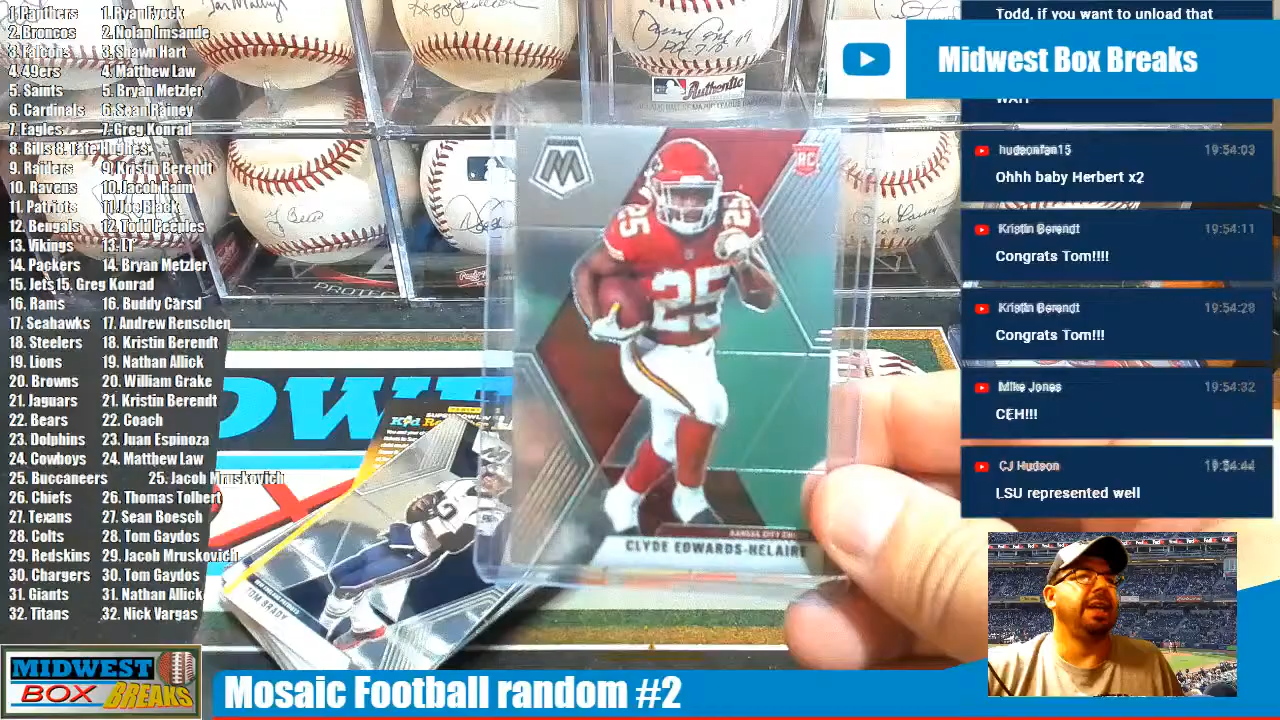 1. Panthers 1. Ryan Fyock
2. Broncos 2. Nolan Imsande
3. Falcons 3. Shawn Hart
4. 49ers 4. Matthew Law
5. Saints 5. Bryan Metzler
6. Cardinals 6. Sean Rainey
7. Eagles 7. Greg Konrad
8. Bills 8. Tate Hughes
9. Raiders 9. Kristin Berendt
10. Ravens 10. Jacob Raim
11. Patriots 11. Joe Black
12. Bengals 12. Todd Peeples
13. Vikings 13. LT
14. Packers 14. Bryan Metzler
15. Jets 15. Greg Konrad
16. Rams 16. Buddy Carsd
17. Seahawks 17. Andrew Renschen
18. Steelers 18. Kristin Berendt
19. Lions 19. Nathan Allick
20. Browns 20. William Grake
21. Jaguars 21. Kristin Berendt
22. Bears 22. Coach
23. Dolphins 23. Juan Espinoza
24. Cowboys 24. Matthew Law
25. Buccaneers 25. Jacob Mruskovich
26. Chiefs 26. Thomas Tolbert
27. Texans 27. Sean Boesch
28. Colts 28. Tom Gaydos
29. Redskins 29. Jacob Mruskovich
30. Chargers 30. Tom Gaydos
31. Giants 31. Nathan Allick
32. Titans 32. Nick Vargas
MIDWEST
BOX BREAKS
Authentic
M
RC
25
25
25
KANSAS CITY
CLYDE EDWARDS-HELAIRE
TOM BRADY
Todd, if you want to unload that
Midwest Box Breaks
WAIT
hudsonfan15 19:54:03
Ohhh baby Herbert x2
Kristin Berendt 19:54:11
Congrats Tom!!!!
Kristin Berendt 19:54:28
Congrats Tom!!!
Mike Jones 19:54:32
CEH!!!
CJ Hudson 19:54:44
LSU represented well
Mosaic Football random #2